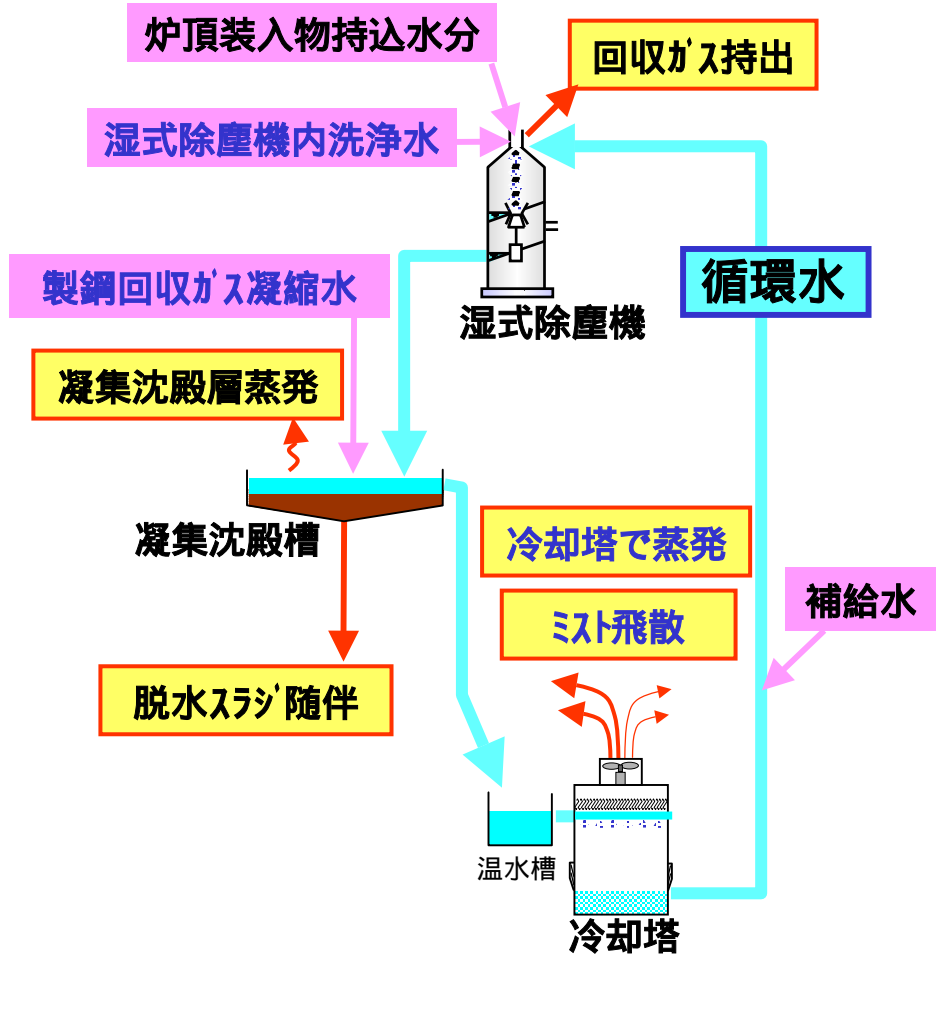 炉頂装入物持込水分
回収ｶﾞｽ持出
湿式除塵機内洗浄水
製鋼回収ｶﾞｽ凝縮水
循環水
湿式除塵機
凝集沈殿層蒸発
凝集沈殿槽
冷却塔で蒸発
補給水
ﾐｽﾄ飛散
脱水ｽﾗｼﾞ随伴
温水槽
冷却塔